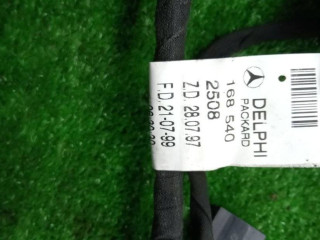 DELPHI
PACKARD
168 540
2508
Z.D. 28.07.97
F.D. 21-07-99